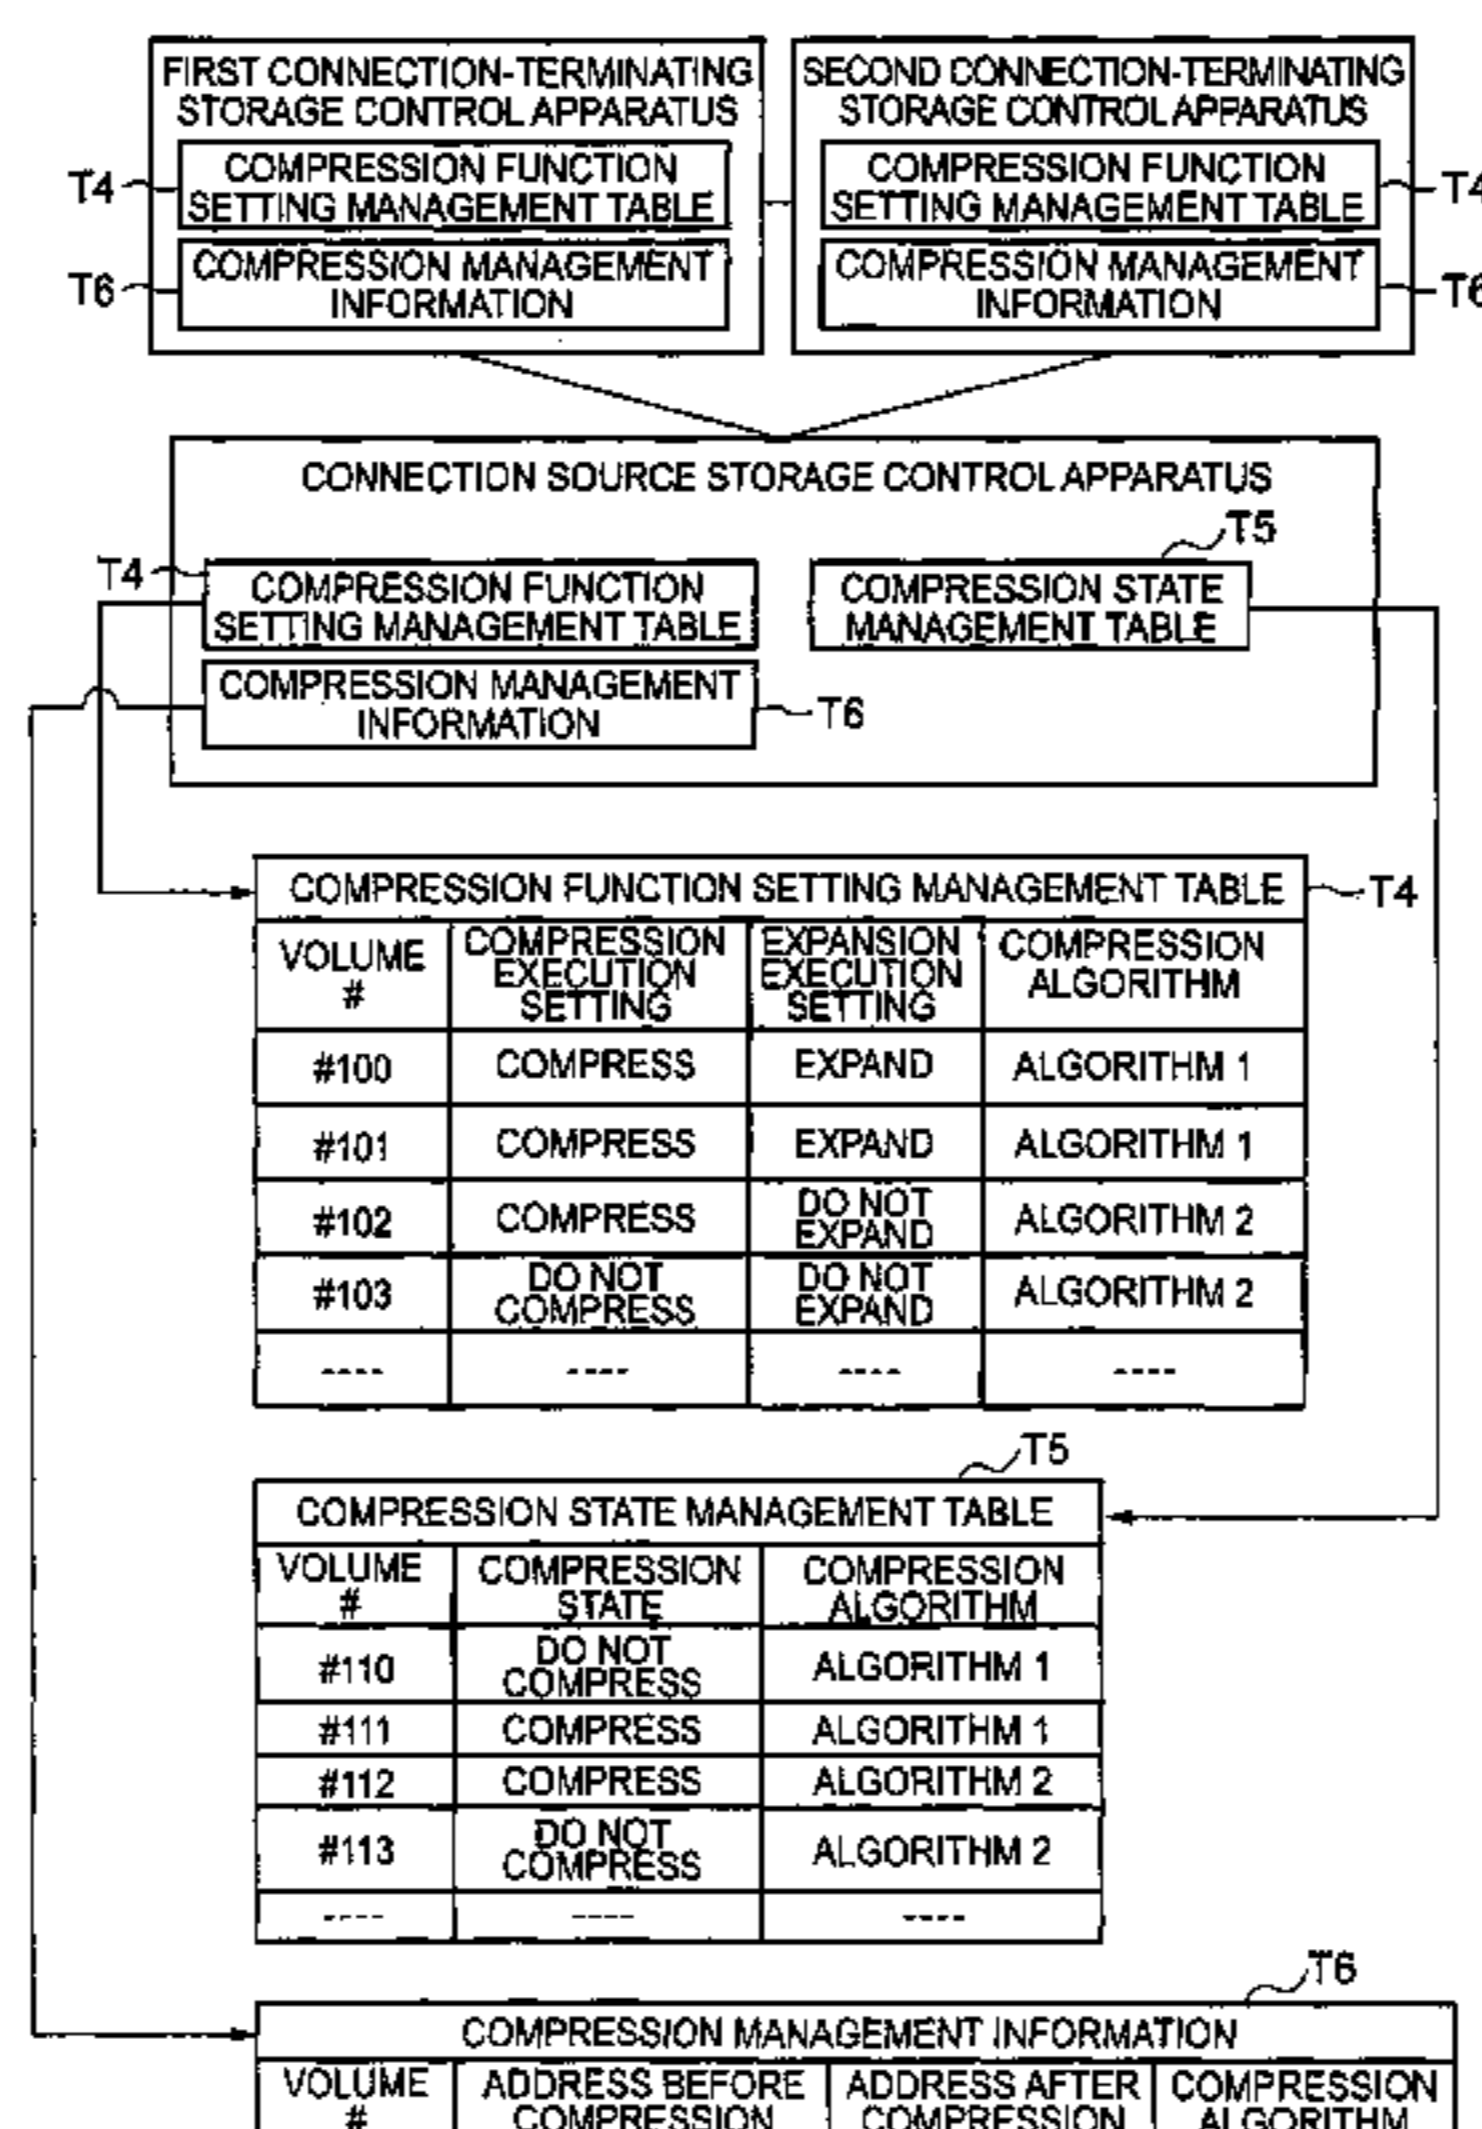 FIRST CONNECTION-TERMINATING
STORAGE CONTROL APPARATUS
COMPRESSION FUNCTION
SETTING MANAGEMENT TABLE
T4
COMPRESSION MANAGEMENT
INFORMATION
T6
SECOND CONNECTION-TERMINATING
STORAGE CONTROL APPARATUS
COMPRESSION FUNCTION
SETTING MANAGEMENT TABLE
T4
COMPRESSION MANAGEMENT
INFORMATION
T6
CONNECTION SOURCE STORAGE CONTROL APPARATUS
T4
COMPRESSION FUNCTION
SETTING MANAGEMENT TABLE
T5
COMPRESSION STATE
MANAGEMENT TABLE
COMPRESSION MANAGEMENT
INFORMATION
T6
COMPRESSION FUNCTION SETTING MANAGEMENT TABLE
T4
VOLUME
#
COMPRESSION
EXECUTION
SETTING
EXPANSION
EXECUTION
SETTING
COMPRESSION
ALGORITHM
#100 COMPRESS EXPAND ALGORITHM 1
#101 COMPRESS EXPAND ALGORITHM 1
#102 COMPRESS DO NOT EXPAND ALGORITHM 2
#103 DO NOT COMPRESS DO NOT EXPAND ALGORITHM 2
---- ---- ---- ----
T5
COMPRESSION STATE MANAGEMENT TABLE
VOLUME
#
COMPRESSION
STATE
COMPRESSION
ALGORITHM
#110 DO NOT COMPRESS ALGORITHM 1
#111 COMPRESS ALGORITHM 1
#112 COMPRESS ALGORITHM 2
#113 DO NOT COMPRESS ALGORITHM 2
---- ---- ----
T6
COMPRESSION MANAGEMENT INFORMATION
VOLUME
#
ADDRESS BEFORE
COMPRESSION
ADDRESS AFTER
COMPRESSION
COMPRESSION
ALGORITHM